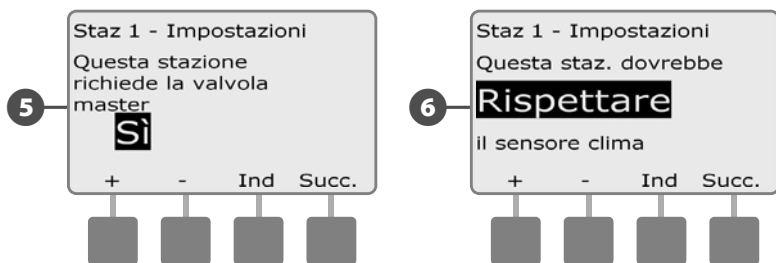 5
Staz 1 - Impostazioni
Questa stazione
richiede la valvola
master
Sì
+ - Ind Succ.
6
Staz 1 - Impostazioni
Questa staz. dovrebbe
Rispettare
il sensore clima
+ - Ind Succ.